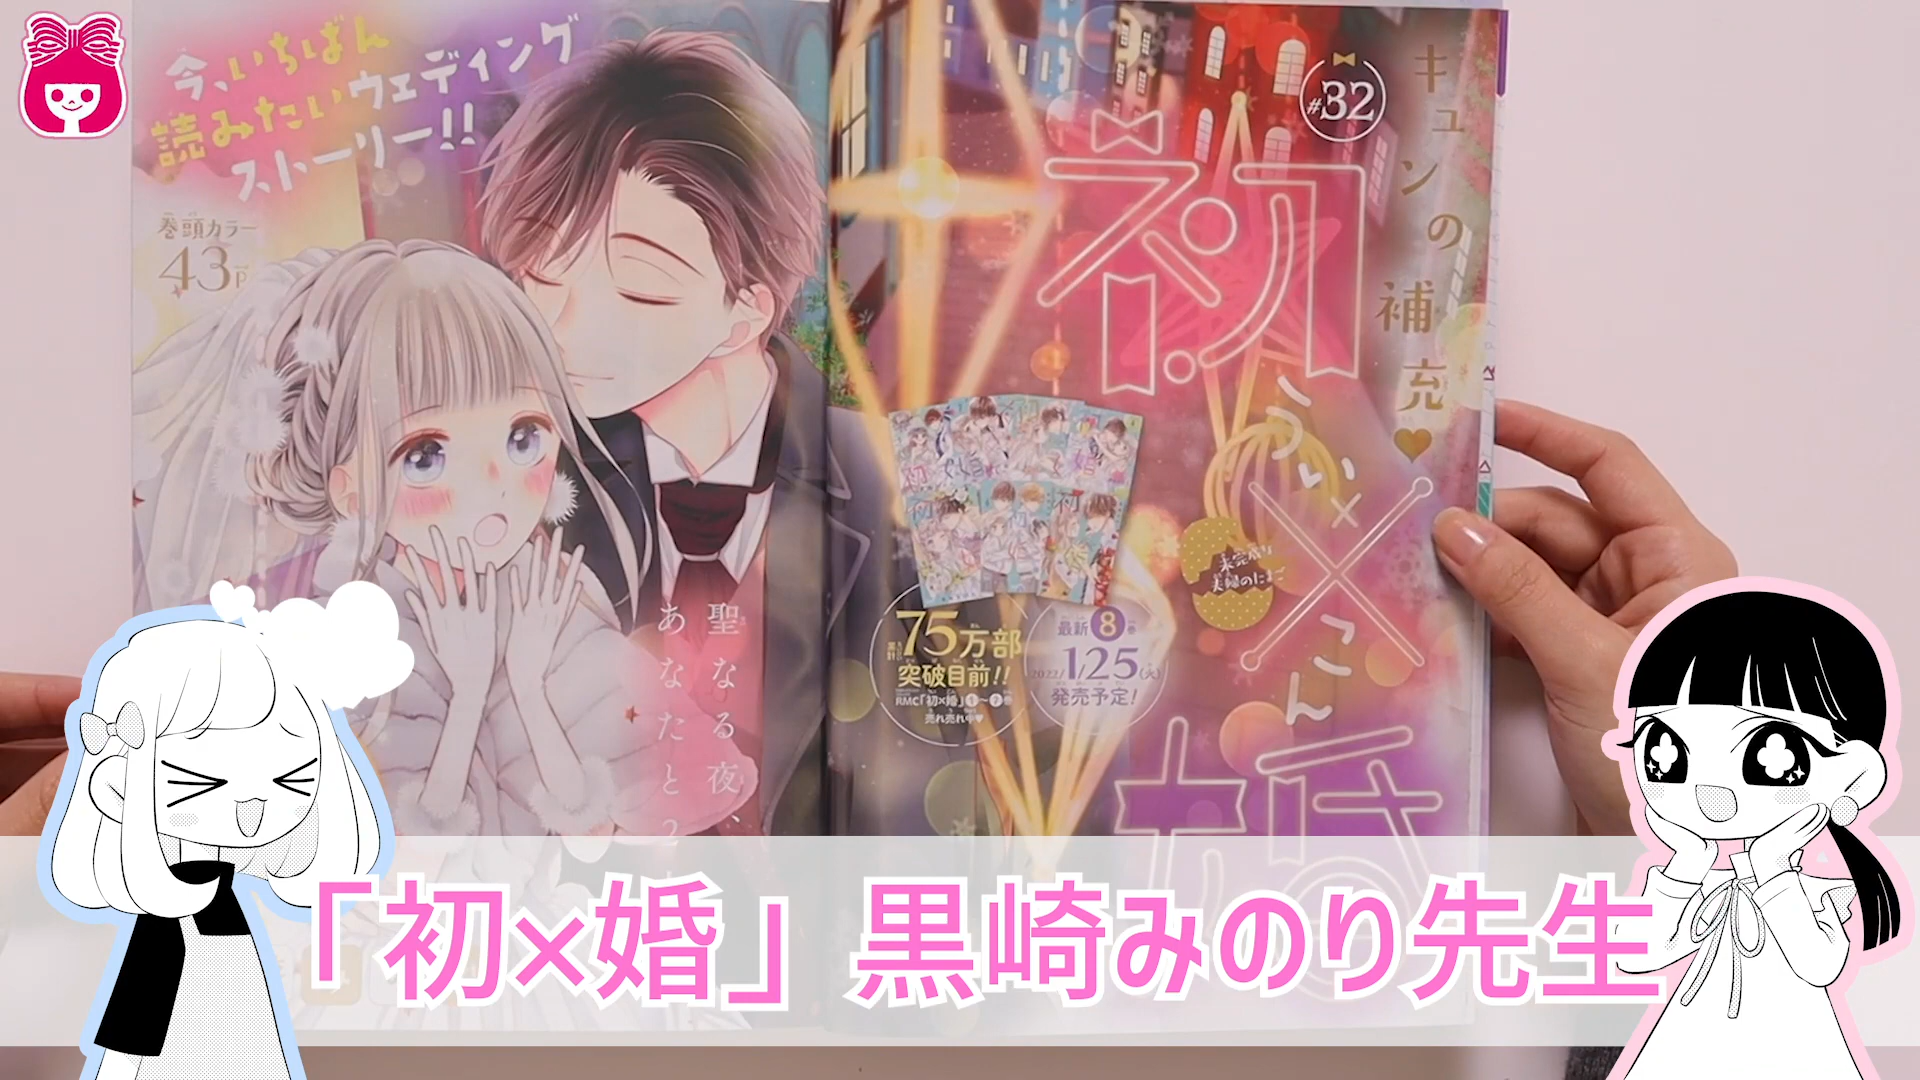 今、いちばん
読みたいウェディング
ストーリー!!
巻頭カラー
43p
聖なる夜、
あなたと2
#32
キュンの補充♥
初×婚
うい×こん
未完成な
夫婦のたまご
累計75万部
突破目前!!
RMC「初×婚」①～⑦巻
売れ売れ中♥
最新8巻
2022/1/25(火)
発売予定!
「初×婚」黒崎みのり先生